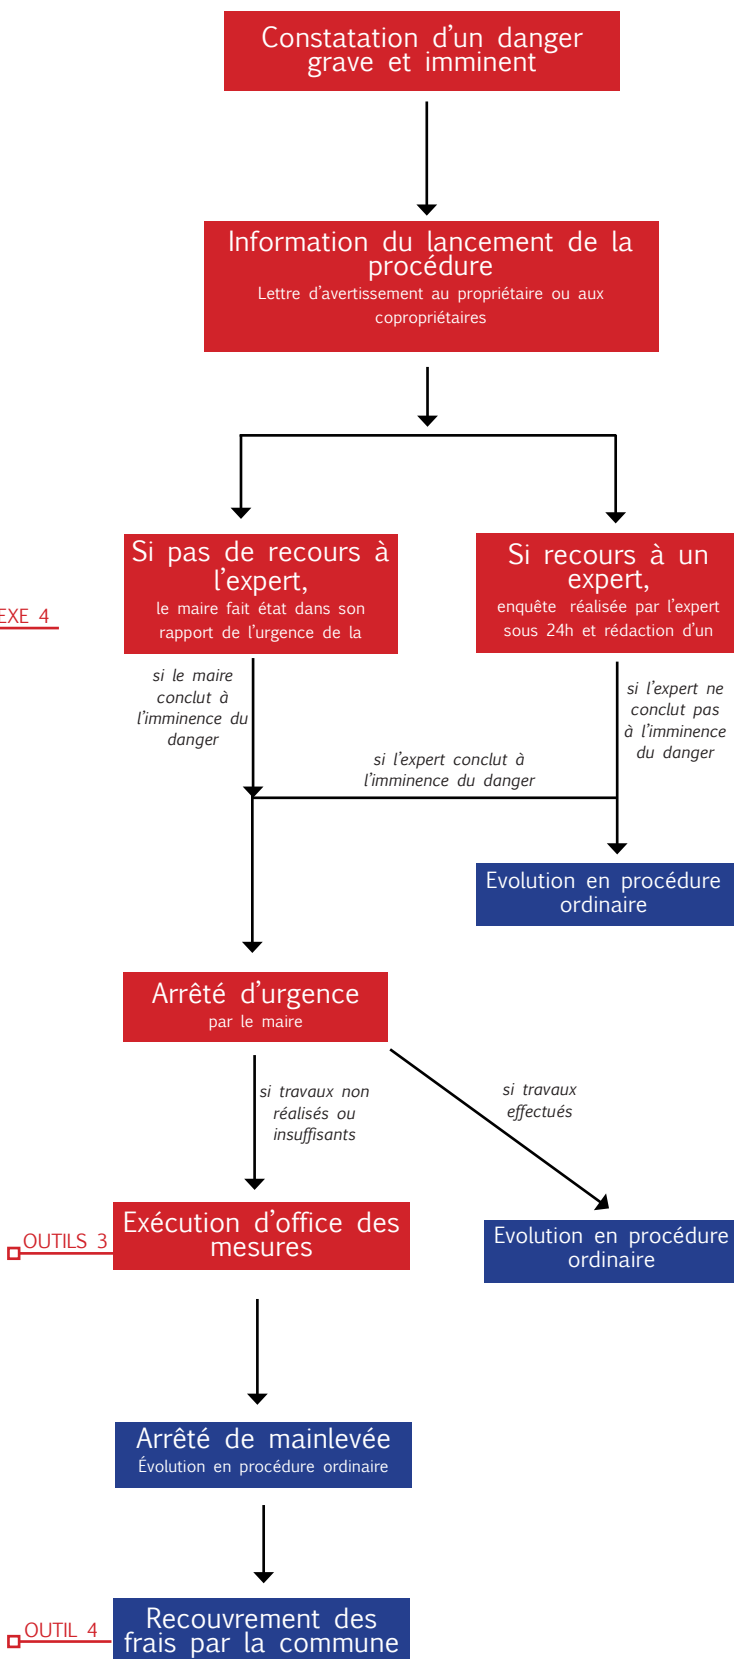 Constatation d'un danger
grave et imminent
Information du lancement de la
procédure
Lettre d'avertissement au propriétaire ou aux
copropriétaires
Si pas de recours à
l'expert,
le maire fait état dans son
rapport de l'urgence de la
Si recours à un
expert,
enquête réalisée par l'expert
sous 24h et rédaction d'un
EXE 4
si le maire
conclut à
l'imminence du
danger
si l'expert ne
conclut pas
à l'imminence
du danger
si l'expert conclut à
l'imminence du danger
Evolution en procédure
ordinaire
Arrêté d'urgence
par le maire
si travaux non
réalisés ou
insuffisants
si travaux
effectués
OUTILS 3
Exécution d'office des
mesures
Evolution en procédure
ordinaire
Arrêté de mainlevée
Évolution en procédure ordinaire
OUTIL 4
Recouvrement des
frais par la commune